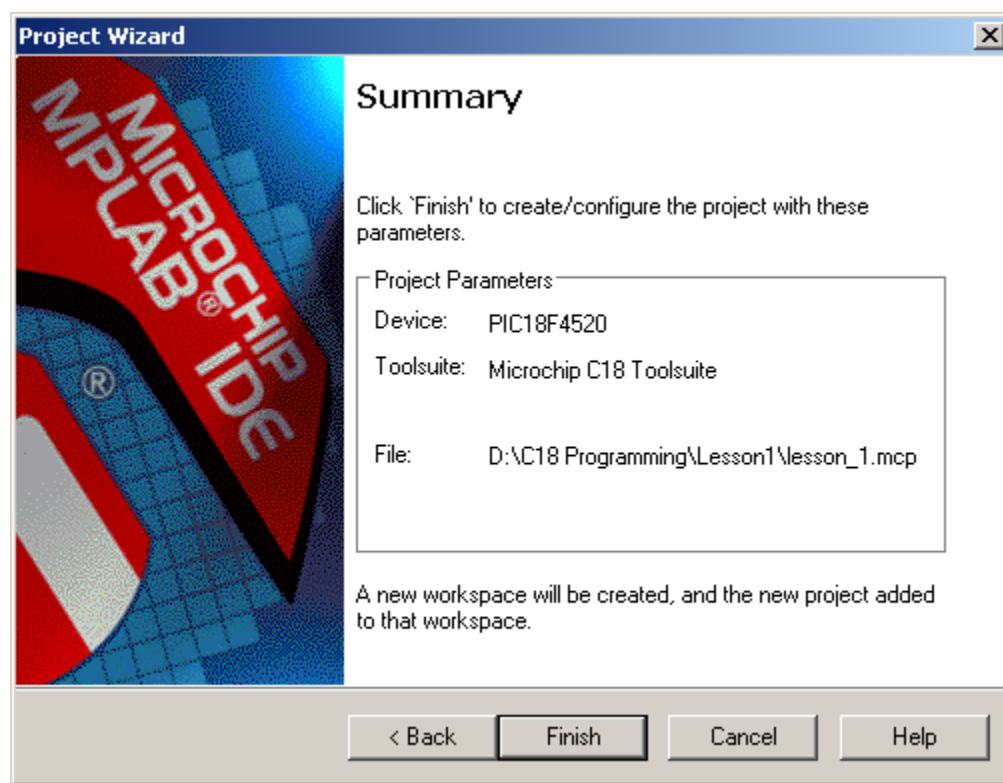 Project Wizard
MICROCHIP
MPLAB® IDE
®
Summary
Click `Finish' to create/configure the project with these
parameters.
Project Parameters
Device: PIC18F4520
Toolsuite: Microchip C18 Toolsuite
File: D:\C18 Programming\Lesson1\lesson_1.mcp
A new workspace will be created, and the new project added
to that workspace.
< Back Finish Cancel Help